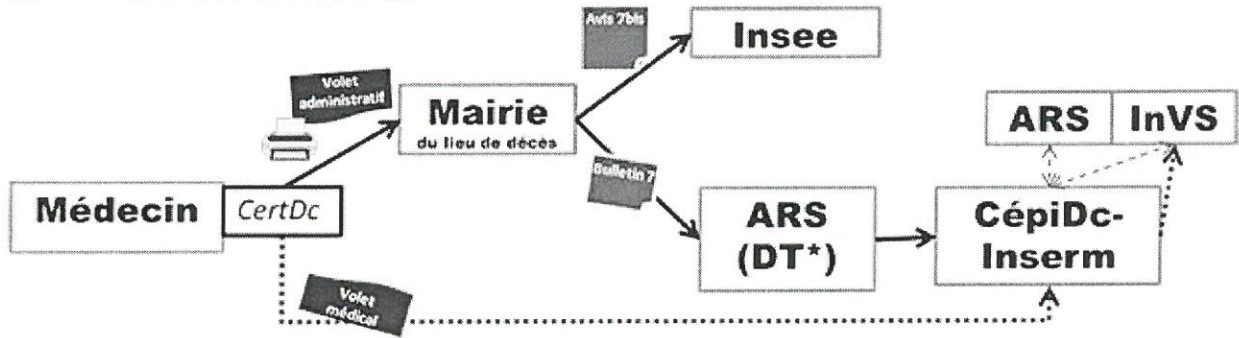 Avis 7bis
Insee
Volet
administratif
Mairie
du lieu de décès
ARS
InVS
Bulletin 7
Médecin
CertDc
ARS
(DT*)
CépiDc-
Inserm
Volet
médical